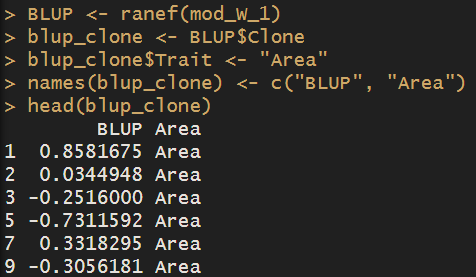 > BLUP <- ranef(mod_W_1)
> blup_clone <- BLUP$Clone
> blup_clone$Trait <- "Area"
> names(blup_clone) <- c("BLUP", "Area")
> head(blup_clone)
        BLUP Area
1  0.8581675 Area
2  0.0344948 Area
3 -0.2516000 Area
5 -0.7311592 Area
7  0.3318295 Area
9 -0.3056181 Area